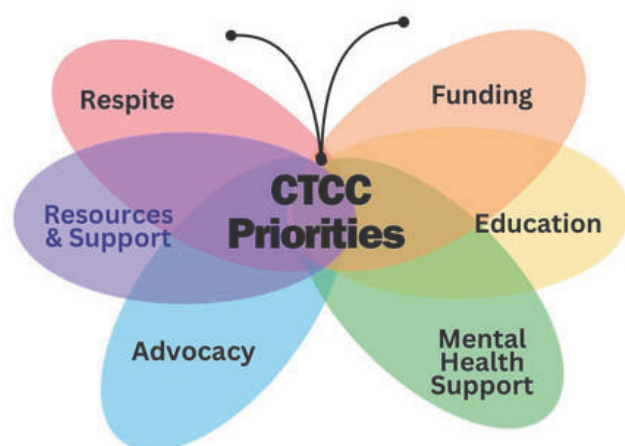 Respite
Funding
CTCC
Priorities
Resources
& Support
Education
Advocacy
Mental
Health
Support